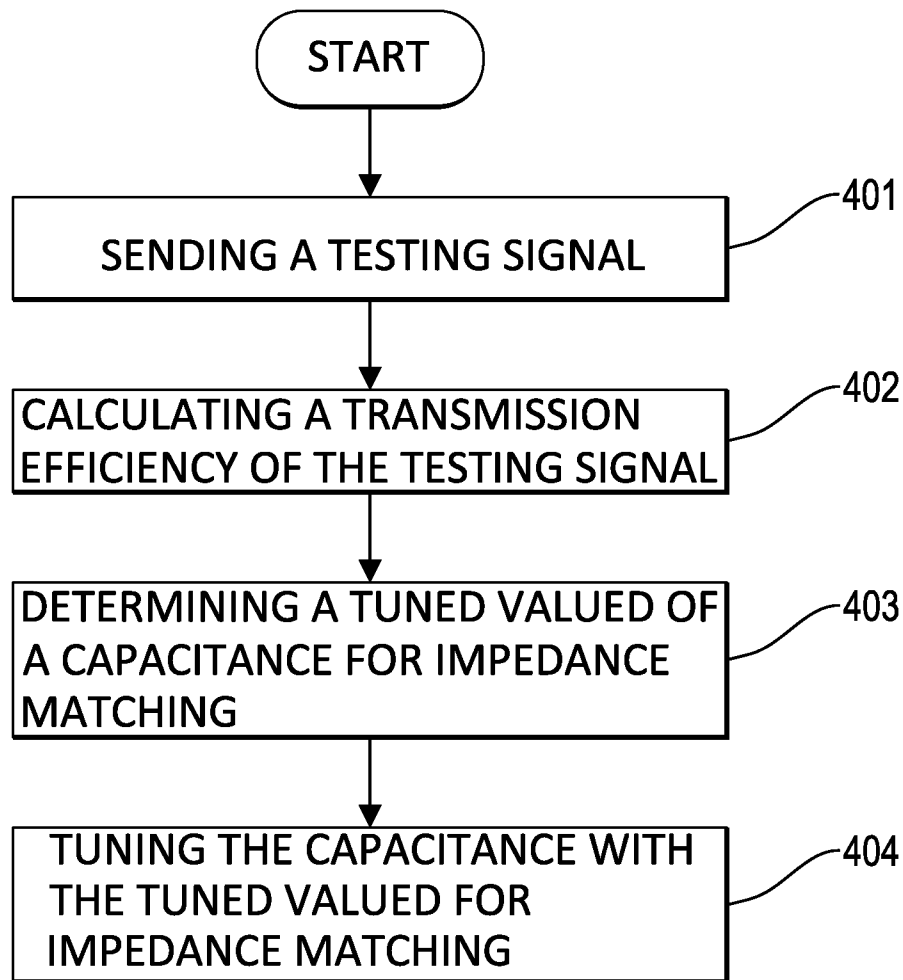 START
SENDING A TESTING SIGNAL
401
CALCULATING A TRANSMISSION
EFFICIENCY OF THE TESTING SIGNAL
402
DETERMINING A TUNED VALUED OF
A CAPACITANCE FOR IMPEDANCE
MATCHING
403
TUNING THE CAPACITANCE WITH
THE TUNED VALUED FOR
IMPEDANCE MATCHING
404